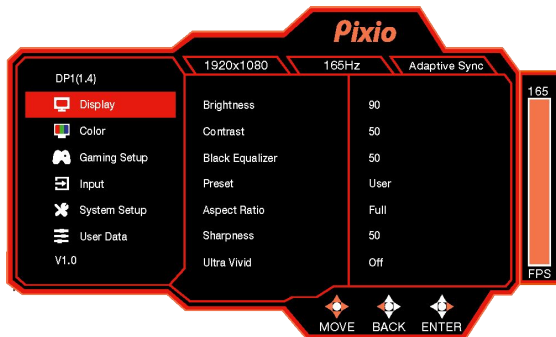 Pixio
1920x1080 165Hz Adaptive Sync
DP1(1.4)
165
Display
Brightness 90
Color
Contrast 50
Gaming Setup
Black Equalizer 50
Input
Preset User
System Setup
Aspect Ratio Full
User Data
Sharpness 50
V1.0
Ultra Vivid Off
FPS
MOVE BACK ENTER